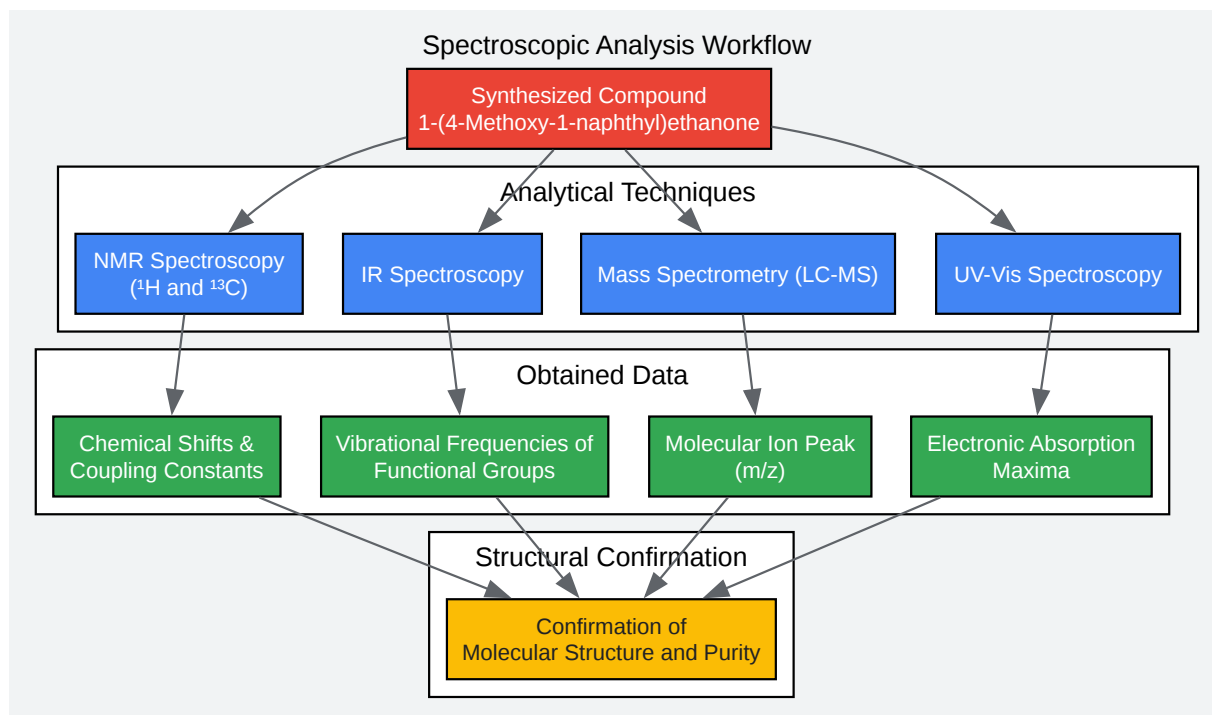 Spectroscopic Analysis Workflow
Synthesized Compound
1-(4-Methoxy-1-naphthyl)ethanone
Analytical Techniques
NMR Spectroscopy
(¹H and ¹³C)
IR Spectroscopy
Mass Spectrometry (LC-MS)
UV-Vis Spectroscopy
Obtained Data
Chemical Shifts &
Coupling Constants
Vibrational Frequencies of
Functional Groups
Molecular Ion Peak
(m/z)
Electronic Absorption
Maxima
Structural Confirmation
Confirmation of
Molecular Structure and Purity